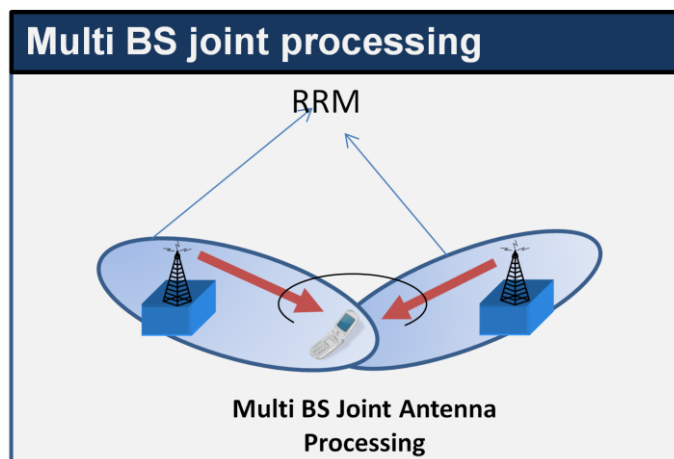 Multi BS joint processing
RRM
Multi BS Joint Antenna
Processing